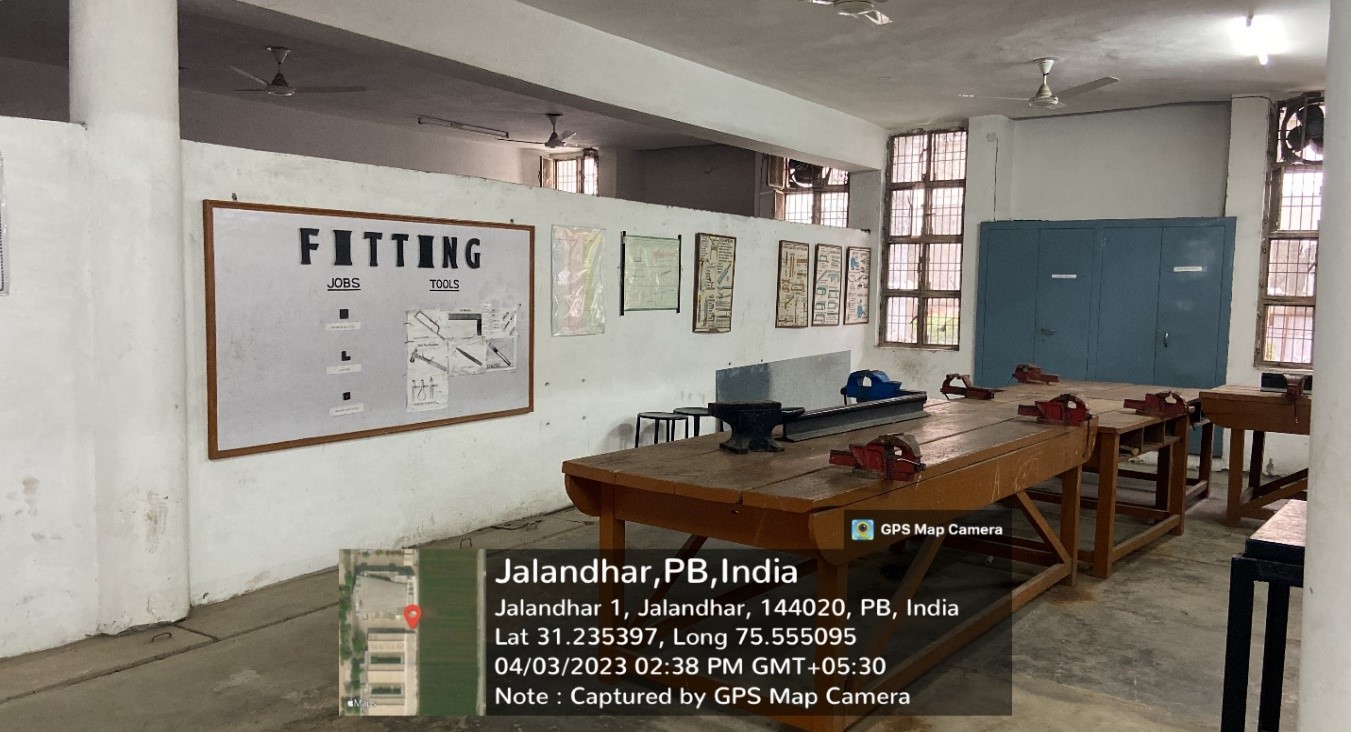 FITTING
JOBS
TOOLS
GPS Map Camera
Jalandhar,PB,India
Jalandhar 1, Jalandhar, 144020, PB, India
Lat 31.235397, Long 75.555095
04/03/2023 02:38 PM GMT+05:30
Note : Captured by GPS Map Camera
Maps